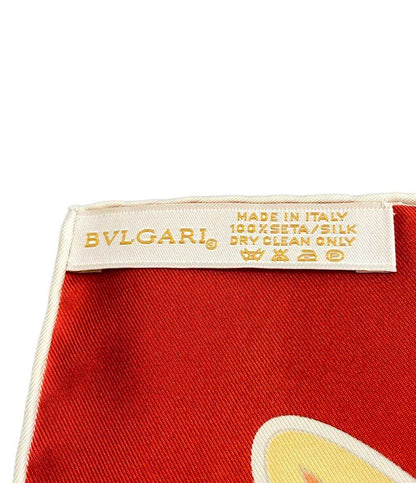 BVLGARI®
MADE IN ITALY
100%SETA/SILK
DRY CLEAN ONLY